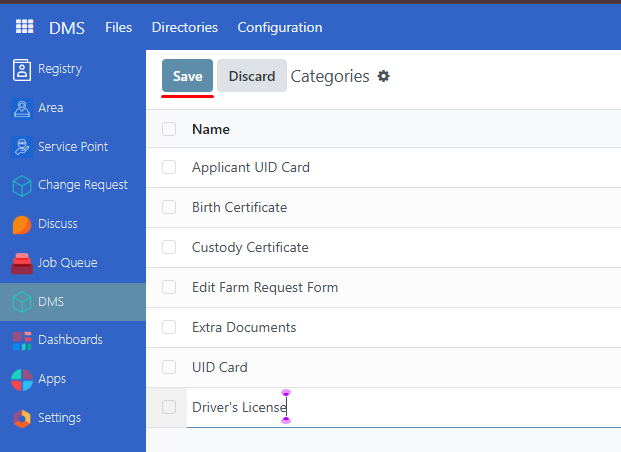 DMS Files Directories Configuration
Registry
Area
Service Point
Change Request
Discuss
Job Queue
DMS
Dashboards
Apps
Settings
Save Discard Categories
Name
Applicant UID Card
Birth Certificate
Custody Certificate
Edit Farm Request Form
Extra Documents
UID Card
Driver's License